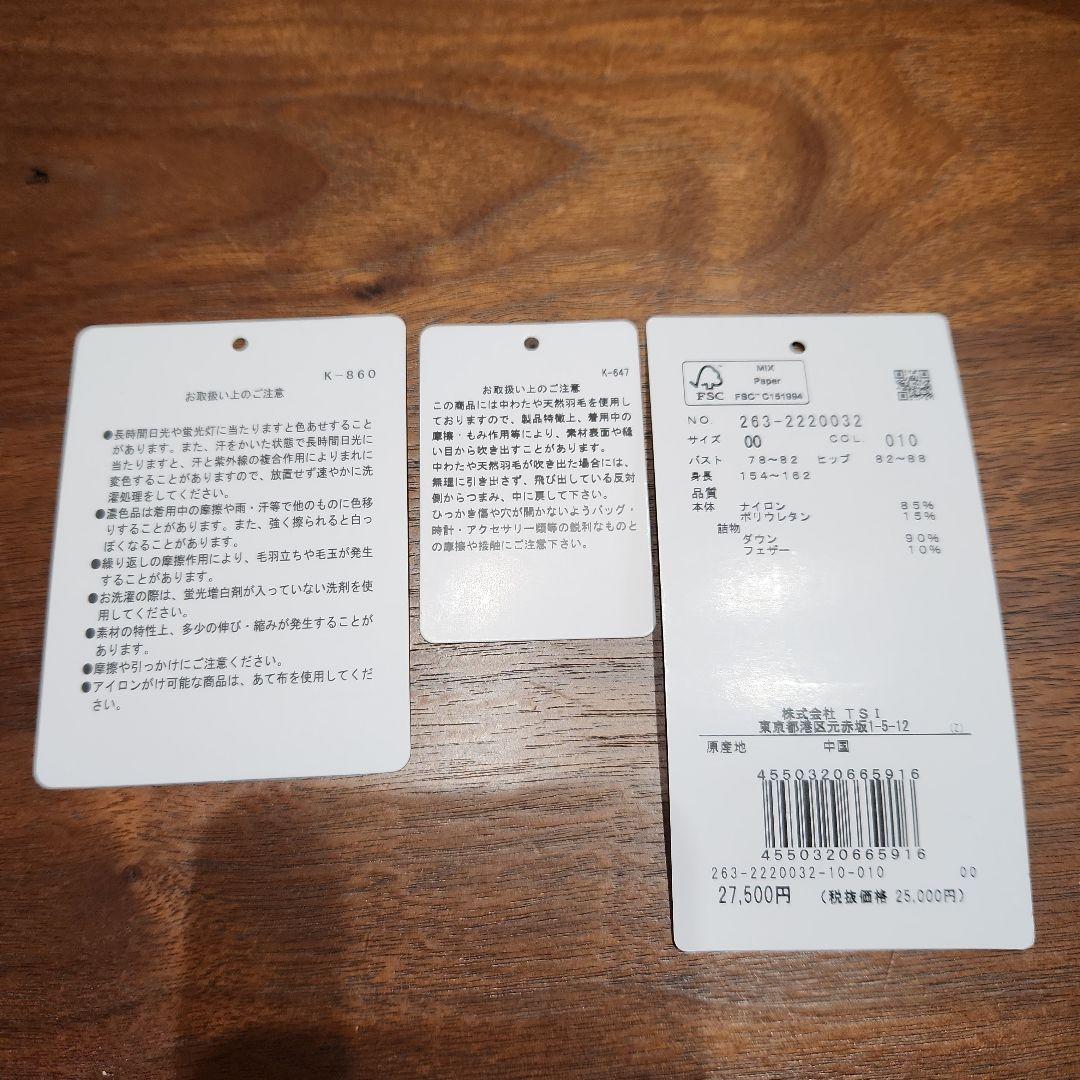 K-860
お取扱い上のご注意
●長時間日光や蛍光灯に当たりますと色あせすること
があります。また、汗をかいた状態で長時間日光に
当たりますと、汗と紫外線の複合作用によりまれに
変色することがありますので、放置せず速やかに洗
濯処理をしてください。
●濃色品は着用中の摩擦や雨・汗等で他のものに色移
りすることがあります。また、強く擦られると白っ
ぽくなることがあります。
●繰り返しの摩擦作用により、毛羽立ちや毛玉が発生
することがあります。
●お洗濯の際は、蛍光増白剤が入っていない洗剤を使
用してください。
●素材の特性上、多少の伸び・縮みが発生することが
あります。
●摩擦や引っかけにご注意ください。
●アイロンがけ可能な商品は、あて布を使用してくだ
さい。
K-647
お取扱い上のご注意
この商品には中わたや天然羽毛を使用し
ておりますので、製品特徴上、着用中の
摩擦・もみ作用等により、素材表面や縫
い目から吹き出すことがあります。
中わたや天然羽毛が吹き出た場合には、
無理に引き出さず、飛び出している反対
側からつまみ、中に戻して下さい。
ひっかき傷や穴が開かないようバッグ・
時計・アクセサリー類等の鋭利なものと
の摩擦や接触にご注意下さい。
FSC
MIX
Paper
FSC™ C151994
NO. 263-2220032
サイズ 00 COL. 010
バスト 78~82 ヒップ 82~88
身長 154~162
品質
本体 ナイロン 85%
ポリウレタン 15%
詰物
ダウン 90%
フェザー 10%
株式会社 TSI
東京都港区元赤坂1-5-12 (Z)
原産地 中国
4550320665916
4550320665916
263-2220032-10-010 00
27,500円 (税抜価格 25,000円)